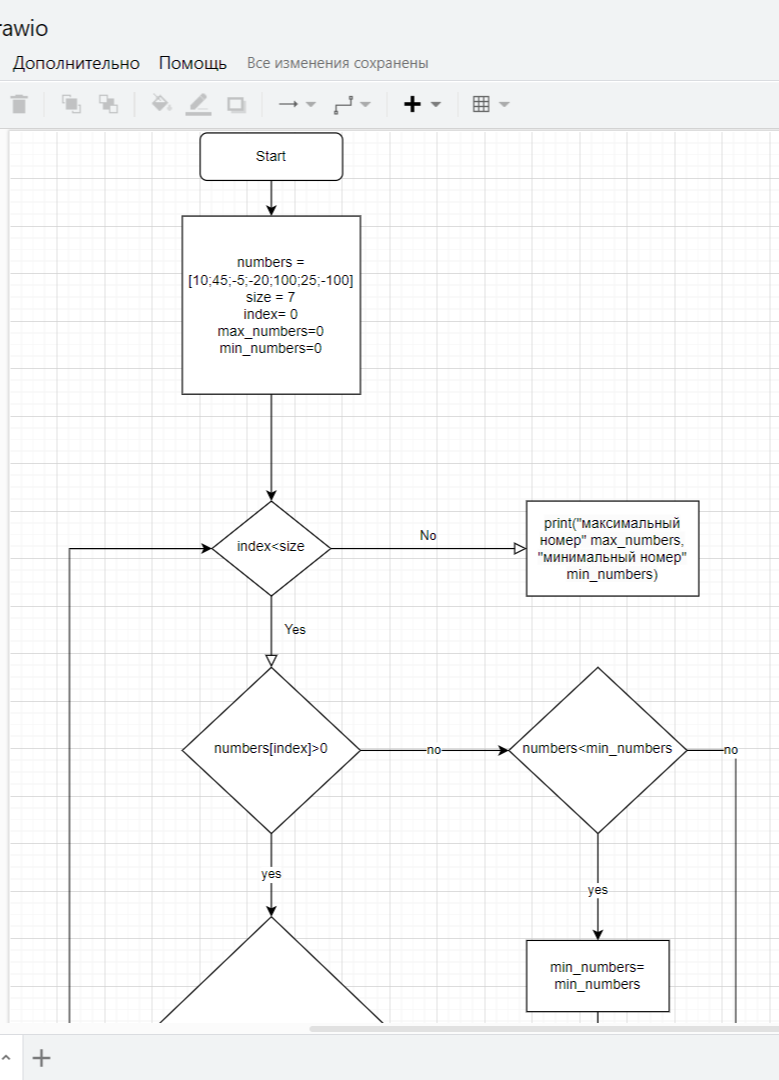 rawio
Дополнительно Помощь Все изменения сохранены
Start
numbers =
[10;45;-5;-20;100;25;-100]
size = 7
index= 0
max_numbers=0
min_numbers=0
index<size
No
print("максимальный
номер" max_numbers,
"минимальный номер"
min_numbers)
Yes
numbers[index]>0
no
numbers<min_numbers
no
yes
yes
min_numbers=
min_numbers